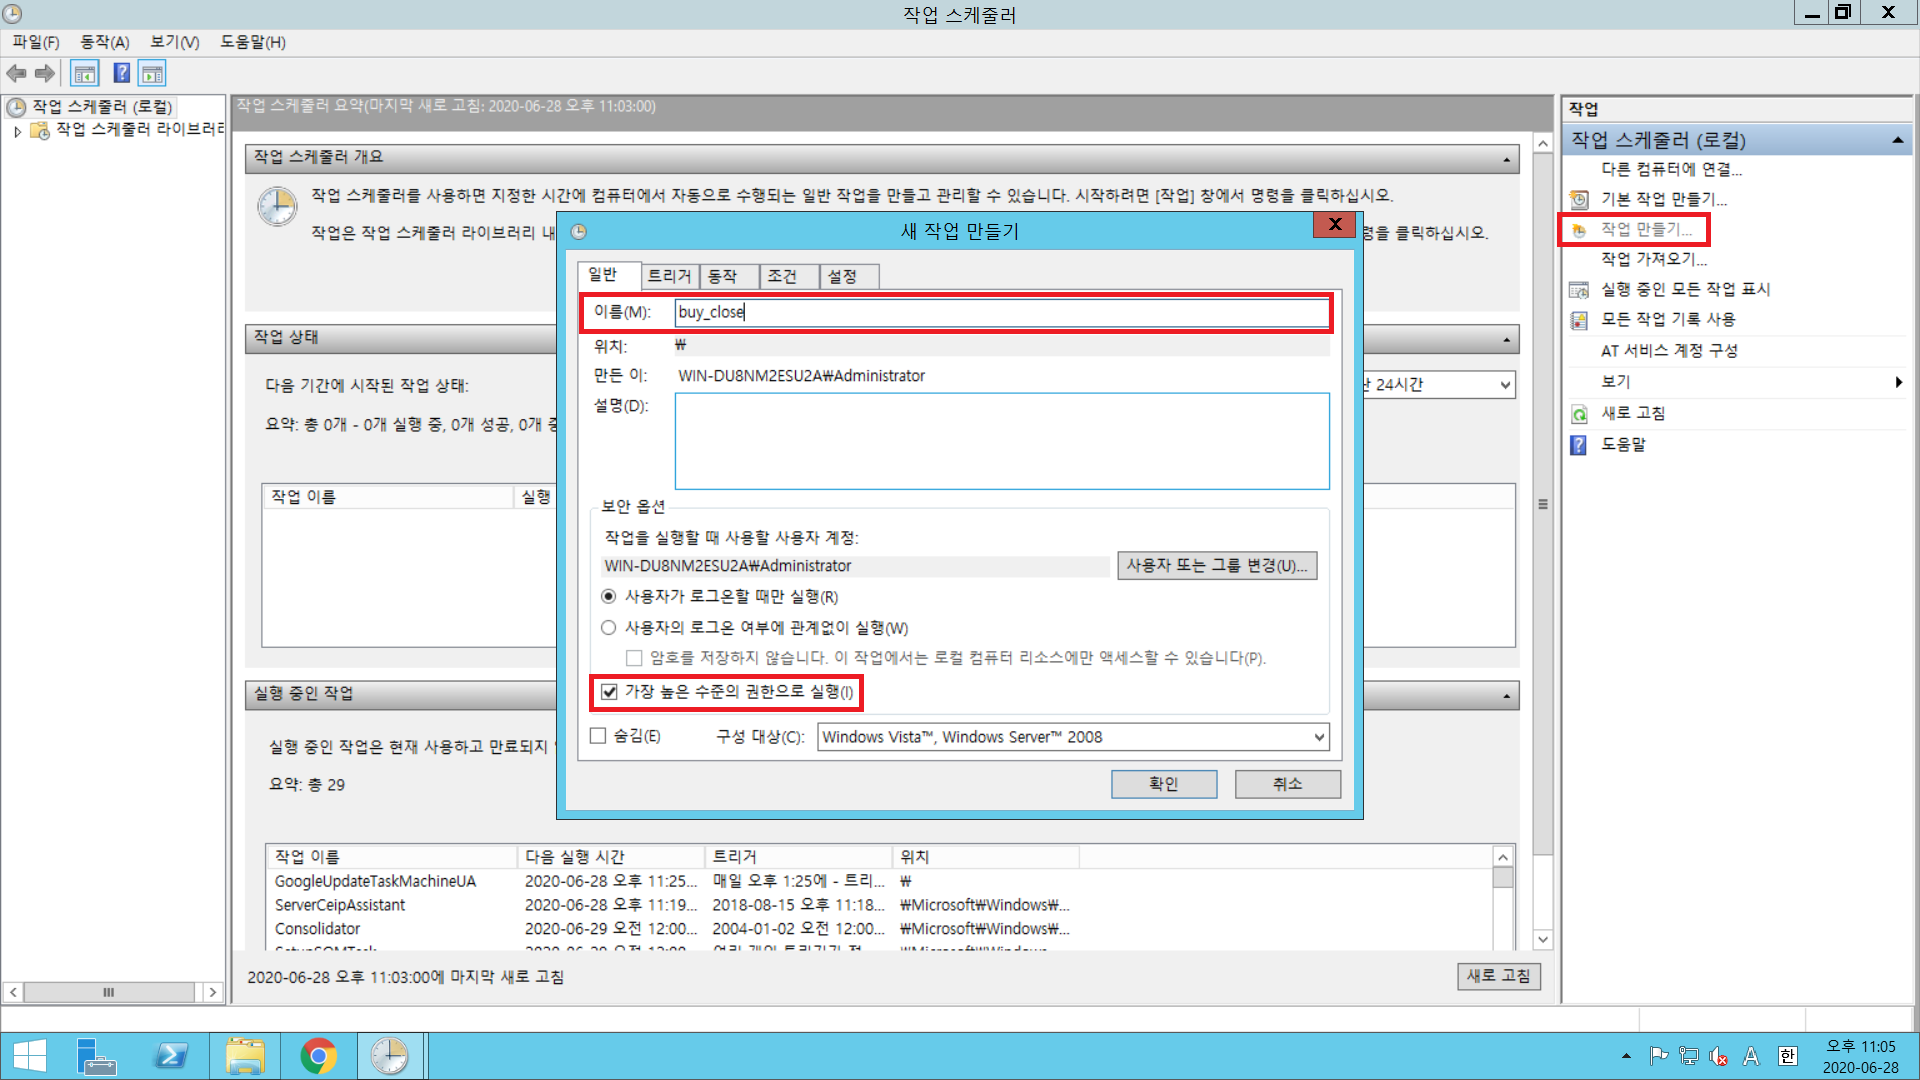 작업 스케줄러
파일(F) 동작(A) 보기(V) 도움말(H)
작업 스케줄러 (로컬)
작업 스케줄러 라이브러리
작업 스케줄러 요약(마지막 새로 고침: 2020-06-28 오후 11:03:00)
작업 스케줄러 개요
작업 스케줄러를 사용하면 지정한 시간에 컴퓨터에서 자동으로 수행되는 일반 작업을 만들고 관리할 수 있습니다. 시작하려면 [작업] 창에서 명령을 클릭하십시오.
작업은 작업 스케줄러 라이브러리 내
령을 클릭하십시오.
작업 상태
다음 기간에 시작된 작업 상태:
24시간
요약: 총 0개 - 0개 실행 중, 0개 성공, 0개 중
작업 이름 실행
실행 중인 작업
실행 중인 작업은 현재 사용하고 만료되지
요약: 총 29
작업 이름 다음 실행 시간 트리거 위치
GoogleUpdateTaskMachineUA 2020-06-28 오후 11:25... 매일 오후 1:25에 - 트리... ₩
ServerCeipAssistant 2020-06-28 오후 11:19... 2018-08-15 오후 11:18... ₩Microsoft₩Windows₩...
Consolidator 2020-06-29 오전 12:00... 2004-01-02 오전 12:00... ₩Microsoft₩Windows₩...
2020-06-28 오후 11:03:00에 마지막 새로 고침
새로 고침
새 작업 만들기
일반 트리거 동작 조건 설정
이름(M): buy_close
위치: ₩
만든 이: WIN-DU8NM2ESU2A₩Administrator
설명(D):
보안 옵션
작업을 실행할 때 사용할 사용자 계정:
WIN-DU8NM2ESU2A₩Administrator
사용자 또는 그룹 변경(U)...
사용자가 로그온할 때만 실행(R)
사용자의 로그온 여부에 관계없이 실행(W)
암호를 저장하지 않습니다. 이 작업에서는 로컬 컴퓨터 리소스에만 액세스할 수 있습니다(P).
가장 높은 수준의 권한으로 실행(I)
숨김(E) 구성 대상(C): Windows Vista™, Windows Server™ 2008
확인 취소
작업
작업 스케줄러 (로컬)
다른 컴퓨터에 연결...
기본 작업 만들기...
작업 만들기...
작업 가져오기...
실행 중인 모든 작업 표시
모든 작업 기록 사용
AT 서비스 계정 구성
보기
새로 고침
도움말
A 한
오후 11:05
2020-06-28